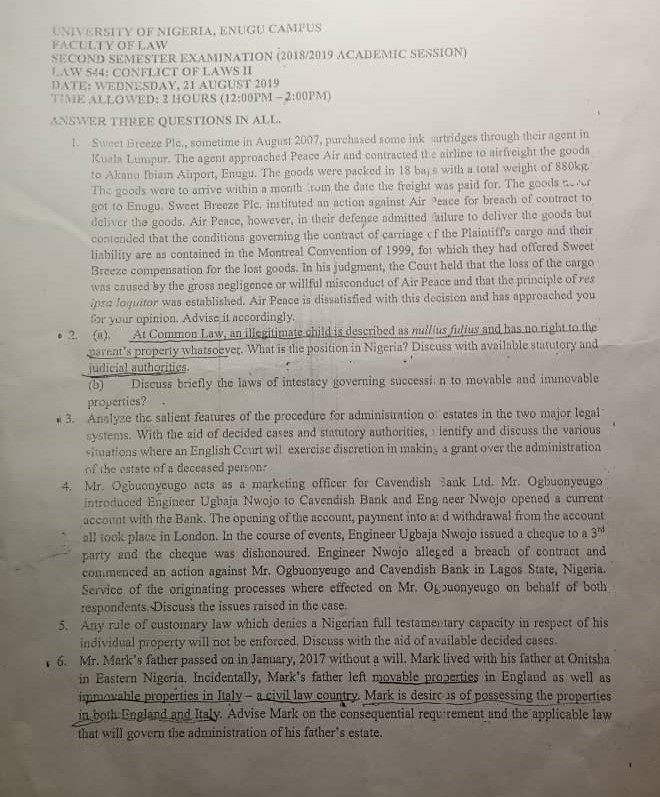 UNIVERSITY OF NIGERIA, ENUGU CAMPUS
FACULTY OF LAW
SECOND SEMESTER EXAMINATION (2018/2019 ACADEMIC SESSION)
LAW 544: CONFLICT OF LAWS II
DATE: WEDNESDAY, 21 AUGUST 2019
TIME ALLOWED: 2 HOURS (12:00PM – 2:00PM)
ANSWER THREE QUESTIONS IN ALL.
1. Sweet Breeze Plc., sometime in August 2007, purchased some ink cartridges through their agent in
Kuala Lumpur. The agent approached Peace Air and contracted the airline to airfreight the goods
to Akanu Ibiam Airport, Enugu. The goods were packed in 18 bags with a total weight of 880kg.
The goods were to arrive within a month from the date the freight was paid for. The goods never
got to Enugu. Sweet Breeze Plc. instituted an action against Air Peace for breach of contract to
deliver the goods. Air Peace, however, in their defense admitted failure to deliver the goods but
contended that the conditions governing the contract of carriage of the Plaintiff's cargo and their
liability are as contained in the Montreal Convention of 1999, for which they had offered Sweet
Breeze compensation for the lost goods. In his judgment, the Court held that the loss of the cargo
was caused by the gross negligence or willful misconduct of Air Peace and that the principle of res
ipsa loquitor was established. Air Peace is dissatisfied with this decision and has approached you
for your opinion. Advise it accordingly.
2. (a). At Common Law, an illegitimate child is described as nullius fulius and has no right to the
parent's property whatsoever. What is the position in Nigeria? Discuss with available statutory and
judicial authorities.
(b) Discuss briefly the laws of intestacy governing succession to movable and immovable
properties?
3. Analyze the salient features of the procedure for administration of estates in the two major legal
systems. With the aid of decided cases and statutory authorities, identify and discuss the various
situations where an English Court will exercise discretion in making a grant over the administration
of the estate of a deceased person?
4. Mr. Ogbuonyeugo acts as a marketing officer for Cavendish Bank Ltd. Mr. Ogbuonyeugo
introduced Engineer Ugbaja Nwojo to Cavendish Bank and Engineer Nwojo opened a current
account with the Bank. The opening of the account, payment into and withdrawal from the account
all took place in London. In the course of events, Engineer Ugbaja Nwojo issued a cheque to a 3rd
party and the cheque was dishonoured. Engineer Nwojo alleged a breach of contract and
commenced an action against Mr. Ogbuonyeugo and Cavendish Bank in Lagos State, Nigeria.
Service of the originating processes where effected on Mr. Ogbuonyeugo on behalf of both
respondents. Discuss the issues raised in the case.
5. Any rule of customary law which denies a Nigerian full testamentary capacity in respect of his
individual property will not be enforced. Discuss with the aid of available decided cases.
6. Mr. Mark's father passed on in January, 2017 without a will. Mark lived with his father at Onitsha
in Eastern Nigeria. Incidentally, Mark's father left movable properties in England as well as
immovable properties in Italy – a civil law country. Mark is desirous of possessing the properties
in both England and Italy. Advise Mark on the consequential requirement and the applicable law
that will govern the administration of his father's estate.